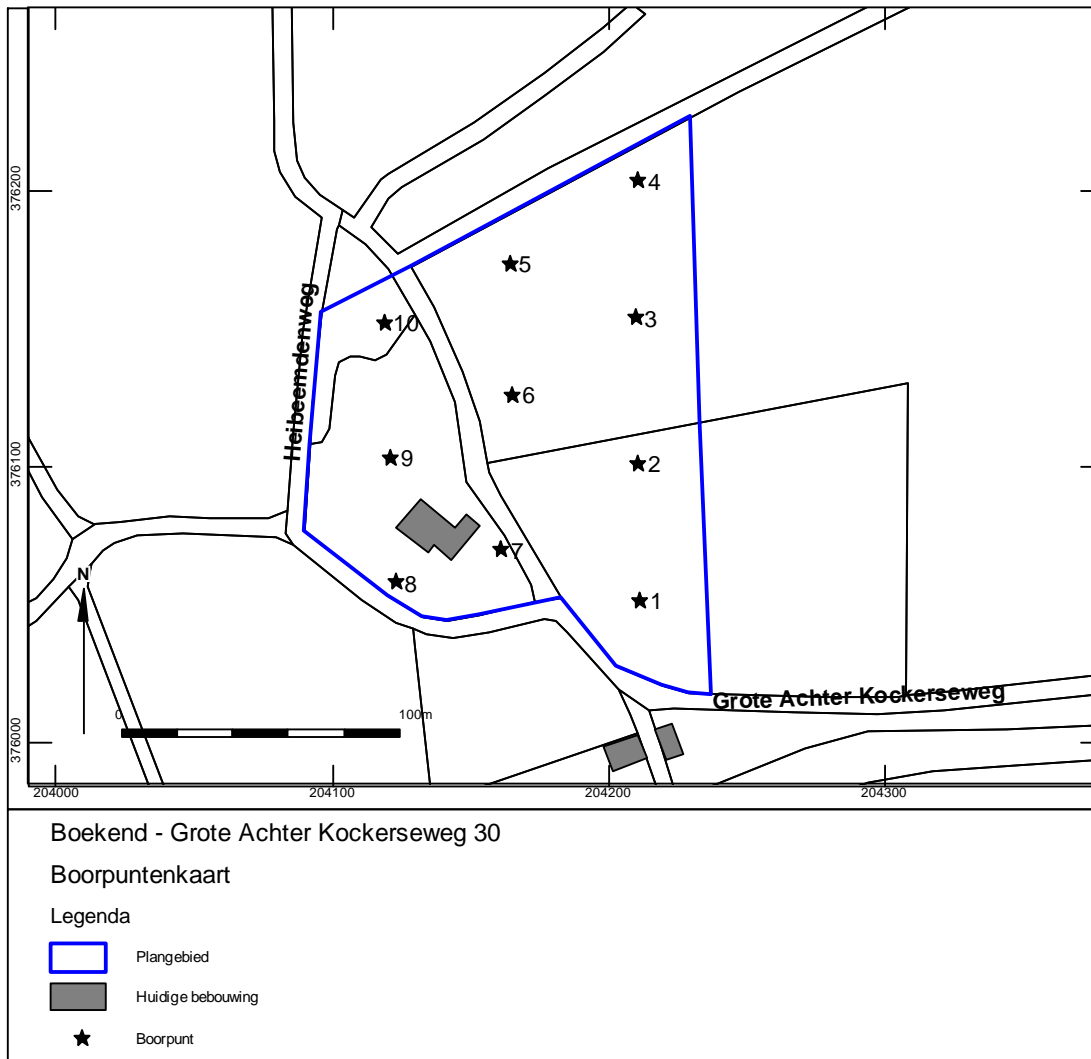 376200
4
5
3
10
Heibeemdenweg
6
9
2
376100
7
8
N
1
0 100m
Grote Achter Kockerseweg
376000
204000 204100 204200 204300
Boekend - Grote Achter Kockerseweg 30
Boorpuntenkaart
Legenda
Plangebied
Huidige bebouwing
Boorpunt